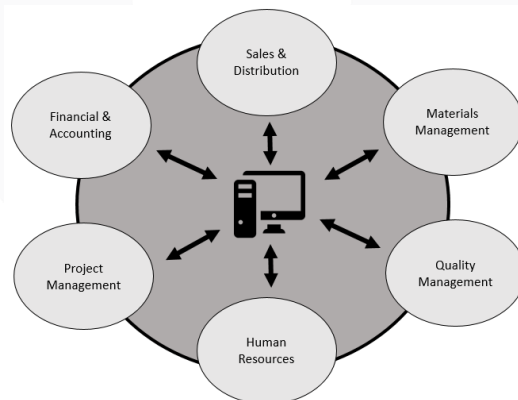 Sales &
Distribution
Financial &
Accounting
Materials
Management
Project
Management
Quality
Management
Human
Resources